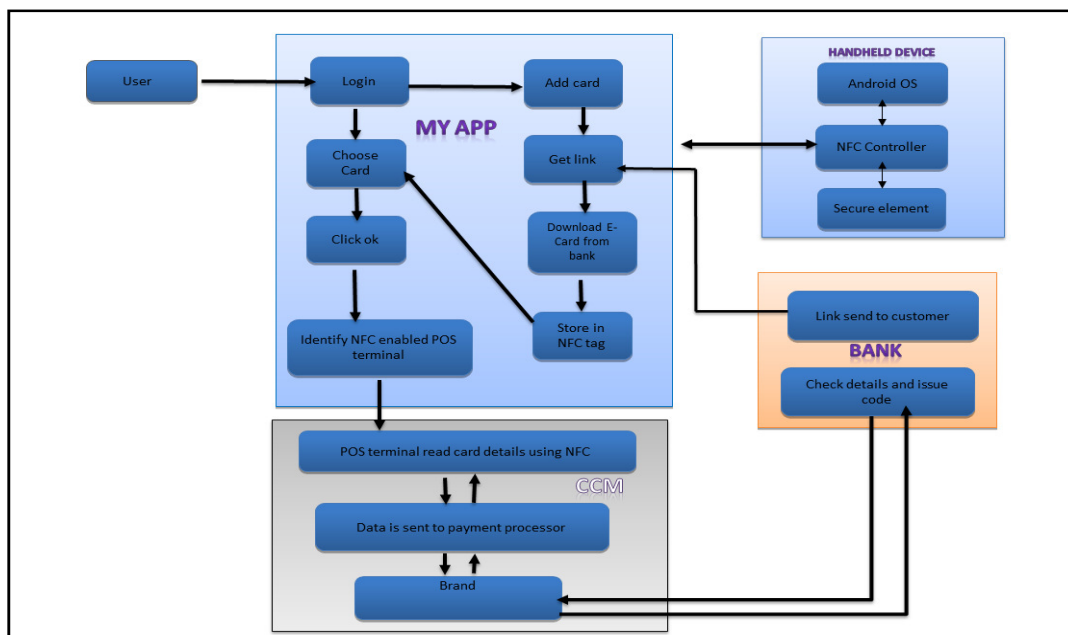 User
Login
Add card
MY APP
Choose
Card
Get link
Click ok
Download E-
Card from
bank
Identify NFC enabled POS
terminal
Store in
NFC tag
HANDHELD DEVICE
Android OS
NFC Controller
Secure element
Link send to customer
BANK
Check details and issue
code
POS terminal read card details using NFC
CCM
Data is sent to payment processor
Brand